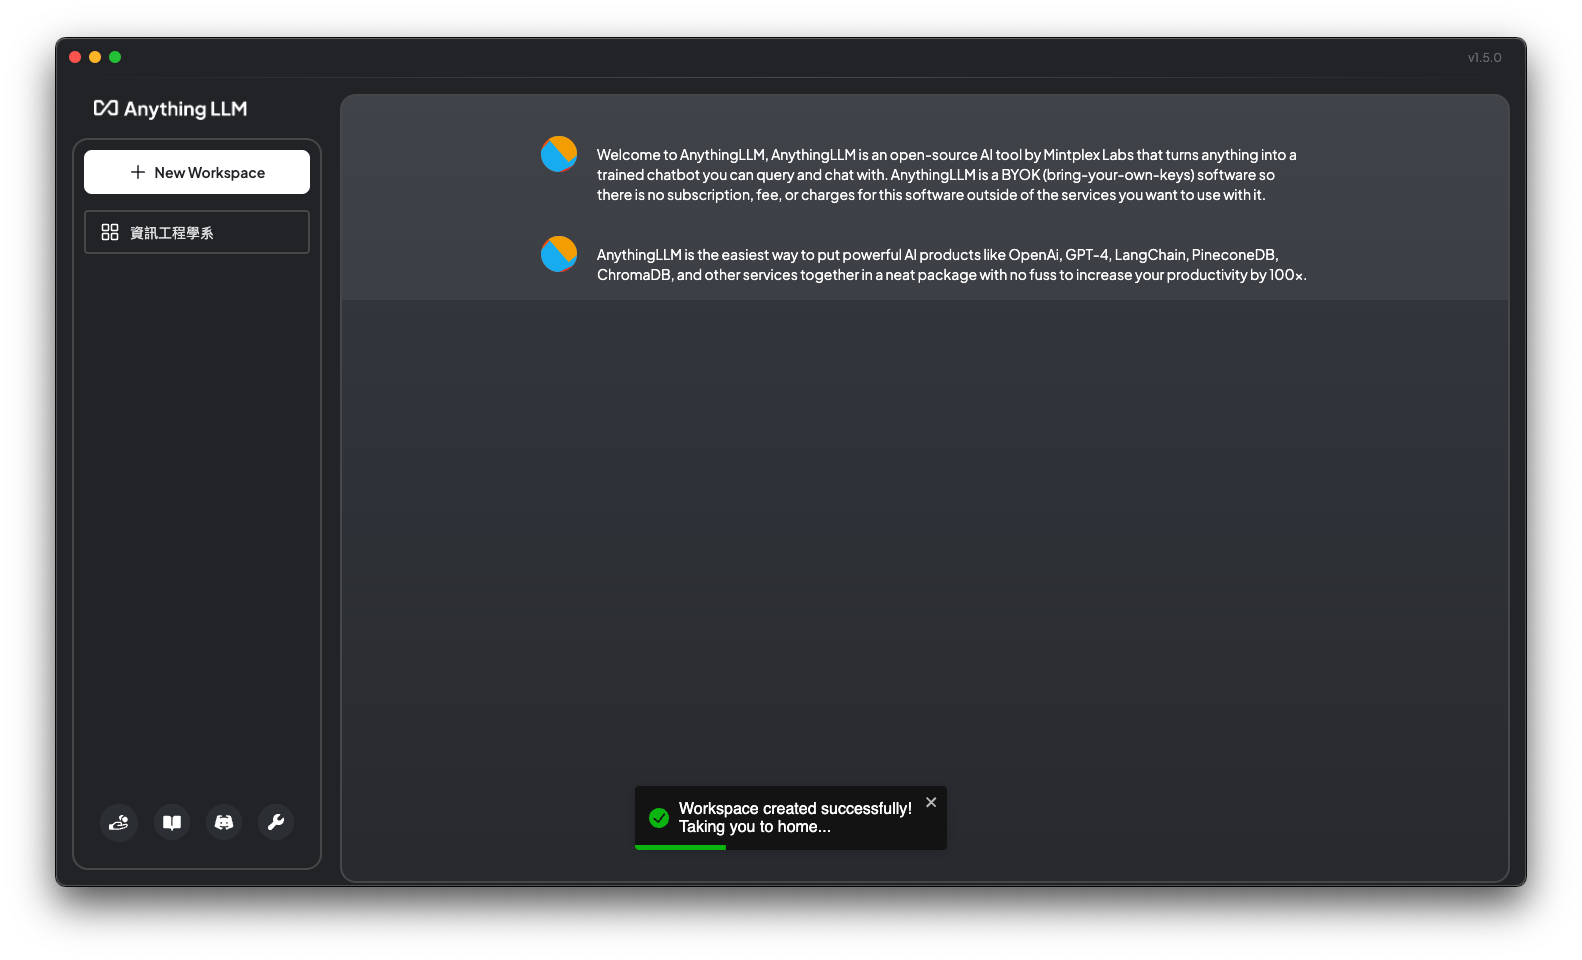 v1.5.0
Anything LLM
New Workspace
資訊工程學系
Welcome to AnythingLLM, AnythingLLM is an open-source AI tool by Mintplex Labs that turns anything into a
trained chatbot you can query and chat with. AnythingLLM is a BYOK (bring-your-own-keys) software so
there is no subscription, fee, or charges for this software outside of the services you want to use with it.
AnythingLLM is the easiest way to put powerful AI products like OpenAi, GPT-4, LangChain, PineconeDB,
ChromaDB, and other services together in a neat package with no fuss to increase your productivity by 100x.
Workspace created successfully!
Taking you to home...